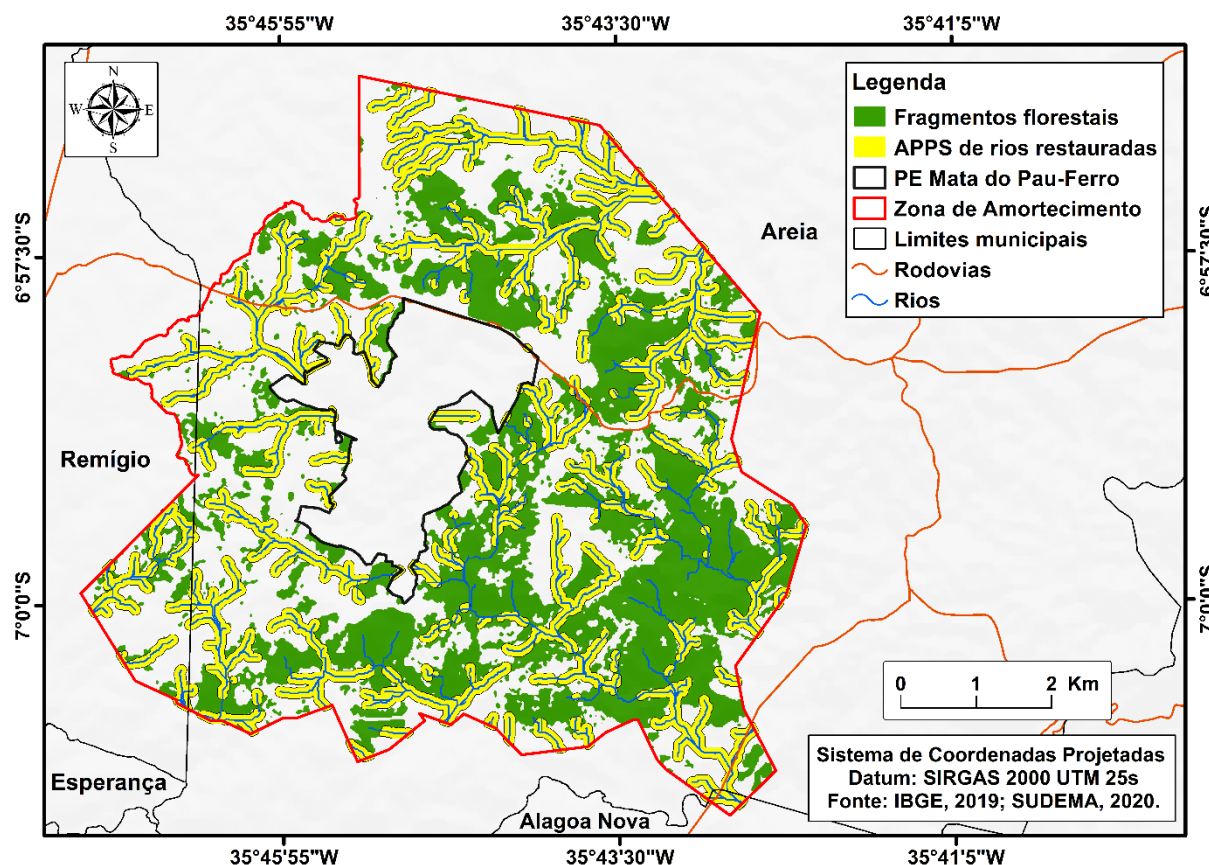 35°45'55"W 35°43'30"W 35°41'5"W
N
W E
S
Legenda
Fragmentos florestais
APPS de rios restauradas
PE Mata do Pau-Ferro
Zona de Amortecimento
Limites municipais
Rodovias
Rios
Areia
6°57'30"S
6°57'30"S
Remígio
7°0'0"S
7°0'0"S
0 1 2 Km
Sistema de Coordenadas Projetadas
Datum: SIRGAS 2000 UTM 25s
Fonte: IBGE, 2019; SUDEMA, 2020.
Esperança
Alagoa Nova
35°45'55"W 35°43'30"W 35°41'5"W